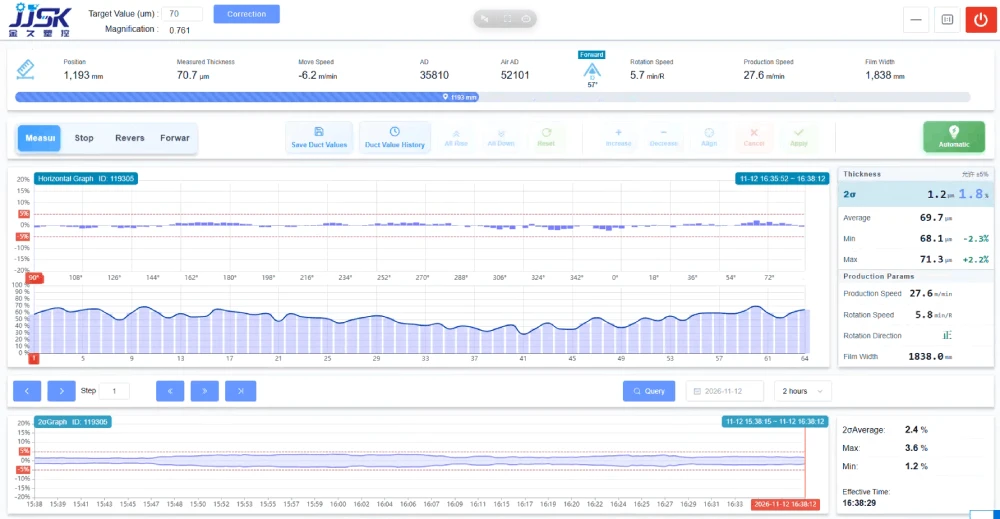 JJSK
金久重控
Target Value (um) : 70 Correction
Magnification : 0.761
Position
1,193 mm
Measured Thickness
70.7 μm
Move Speed
-6.2 m/min
AD
35810
Air AD
52101
Forward
57°
Rotation Speed
5.7 min/R
Production Speed
27.6 m/min
Film Width
1,838 mm
1193 mm
Measui Stop Revers Forwar
Save Duct Values Duct Value History All Rise All Down Reset Increase Decrease Align Cancel Apply Automatic
Horizontal Graph ID: 119305 11-12 16:35:52 ~ 16:38:12
20%
15%
10%
5%
0%
-5%
-10%
-15%
-20%
90° 108° 126° 144° 162° 180° 198° 216° 234° 252° 270° 288° 306° 324° 342° 0° 18° 36° 54° 72°
100 %
90 %
80 %
70 %
60 %
50 %
40 %
30 %
20 %
10 %
0 %
1 5 9 13 17 21 25 29 33 37 41 45 49 53 57 61 64
Thickness 允许 ±5%
2σ 1.2 μm 1.8 %
Average 69.7 μm
Min 68.1 μm -2.3%
Max 71.3 μm +2.2%
Production Params
Production Speed 27.6 m/min
Rotation Speed 5.8 min/R
Rotation Direction 正
Film Width 1838.0 mm
Step 1 Query 2026-11-12 2 hours
2σGraph ID: 119305 11-12 15:38:15 ~ 11-12 16:38:12
20%
15%
10%
5%
0%
-5%
-10%
-15%
-20%
15:38 15:39 15:41 15:43 15:45 15:47 15:48 15:50 15:52 15:54 15:56 15:58 16:00 16:02 16:04 16:06 16:07 16:09 16:11 16:13 16:15 16:17 16:18 16:20 16:22 16:24 16:25 16:27 16:29 16:31 16:33 2026-11-12 16:38:12
2σAverage: 2.4 %
Max: 3.6 %
Min: 1.2 %
Effective Time:
16:38:29